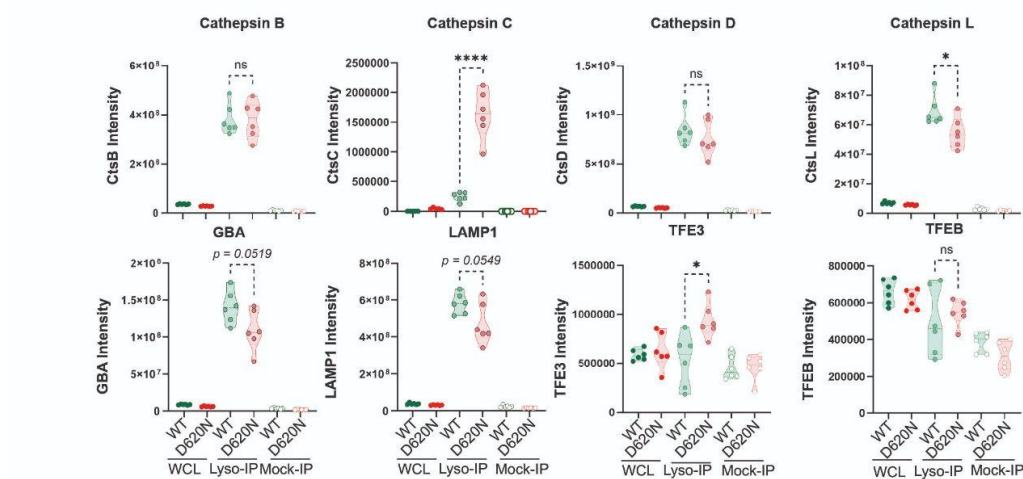 Cathepsin B
CtsB Intensity
6×10⁸
4×10⁸
2×10⁸
0
ns
Cathepsin C
CtsC Intensity
2500000
2000000
1500000
1000000
500000
0
****
Cathepsin D
CtsD Intensity
1.5×10⁹
1×10⁹
5×10⁸
0
ns
Cathepsin L
CtsL Intensity
1×10⁸
8×10⁷
6×10⁷
4×10⁷
2×10⁷
0
*
GBA
GBA Intensity
2×10⁸
1.5×10⁸
1×10⁸
5×10⁷
0
p = 0.0519
WT D620N WT D620N WT D620N
WCL Lyso-IP Mock-IP
LAMP1
LAMP1 Intensity
8×10⁸
6×10⁸
4×10⁸
2×10⁸
0
p = 0.0549
WT D620N WT D620N WT D620N
WCL Lyso-IP Mock-IP
TFE3
TFE3 Intensity
1500000
1000000
500000
0
*
WT D620N WT D620N WT D620N
WCL Lyso-IP Mock-IP
TFEB
TFEB Intensity
800000
600000
400000
200000
0
ns
WT D620N WT D620N WT D620N
WCL Lyso-IP Mock-IP